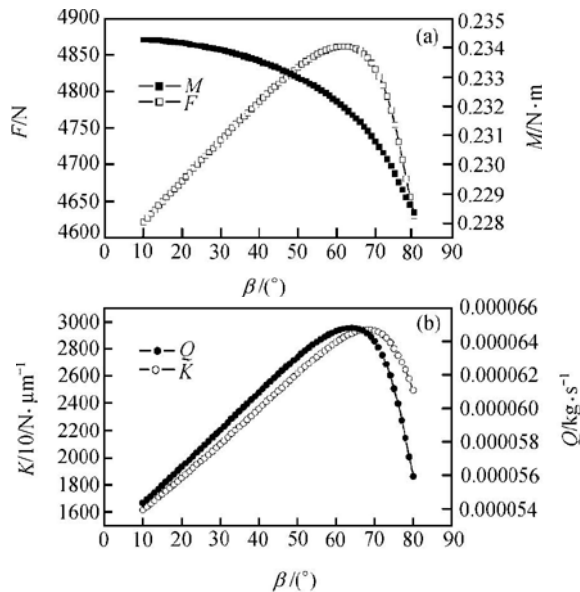 (a)
4900
4850
4800
4750
4700
4650
4600
F/N
M
F
0.235
0.234
0.233
0.232
0.231
0.230
0.229
0.228
M/N·m
0 10 20 30 40 50 60 70 80 90
β/(°)
(b)
3000
2800
2600
2400
2200
2000
1800
1600
K/10/N·μm⁻¹
Q
K
0.000066
0.000064
0.000062
0.000060
0.000058
0.000056
0.000054
Q/kg·s⁻¹
0 10 20 30 40 50 60 70 80 90
β/(°)